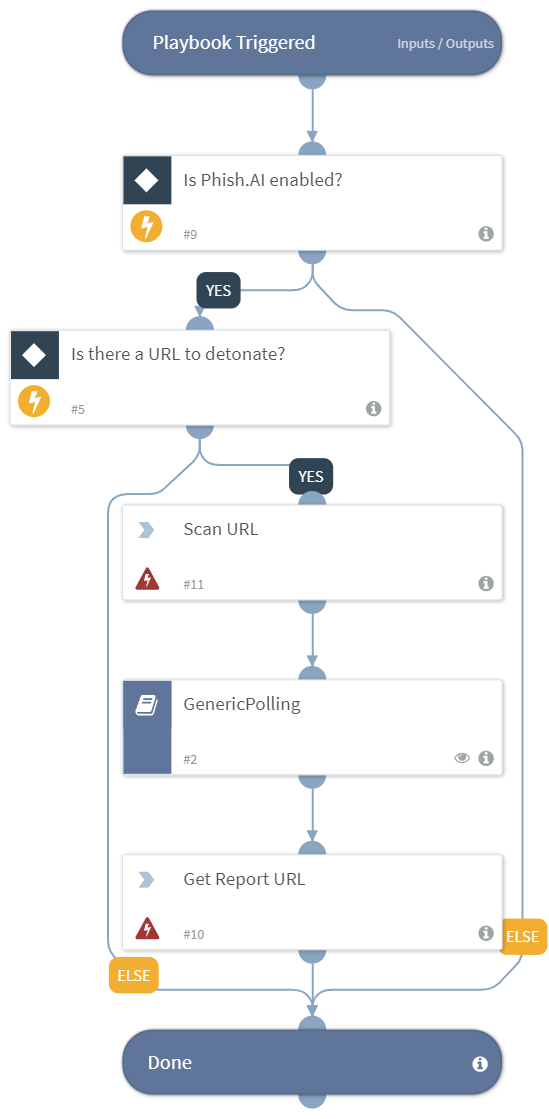 Playbook Triggered
Inputs / Outputs
Is Phish.AI enabled?
#9
YES
Is there a URL to detonate?
#5
YES
Scan URL
#11
GenericPolling
#2
Get Report URL
#10
ELSE
ELSE
Done